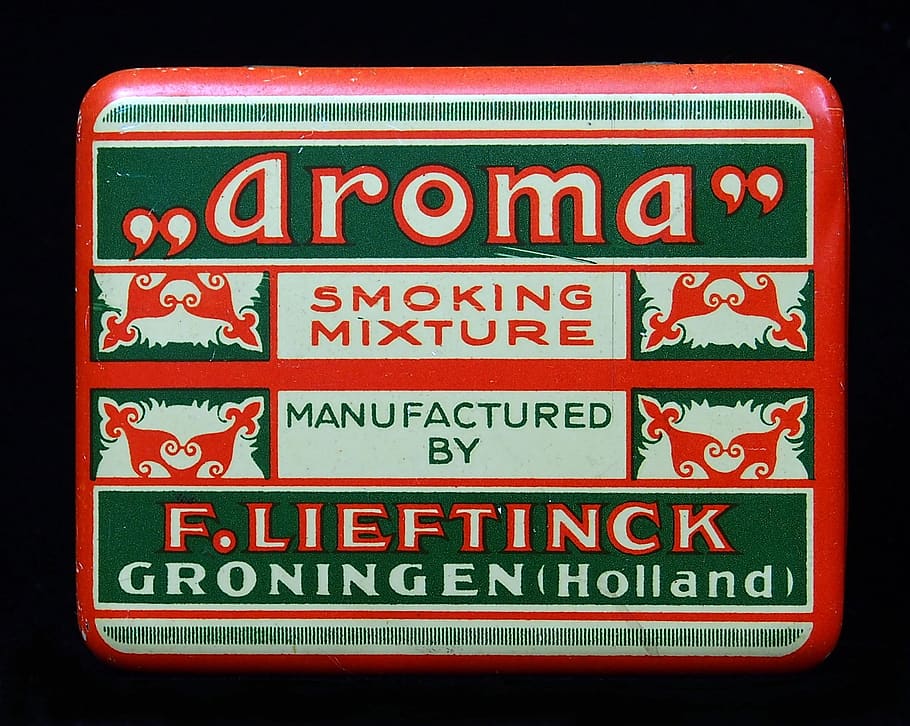 „aroma”
SMOKING
MIXTURE
MANUFACTURED
BY
F. LIEFTINCK
GRONINGEN (Holland)